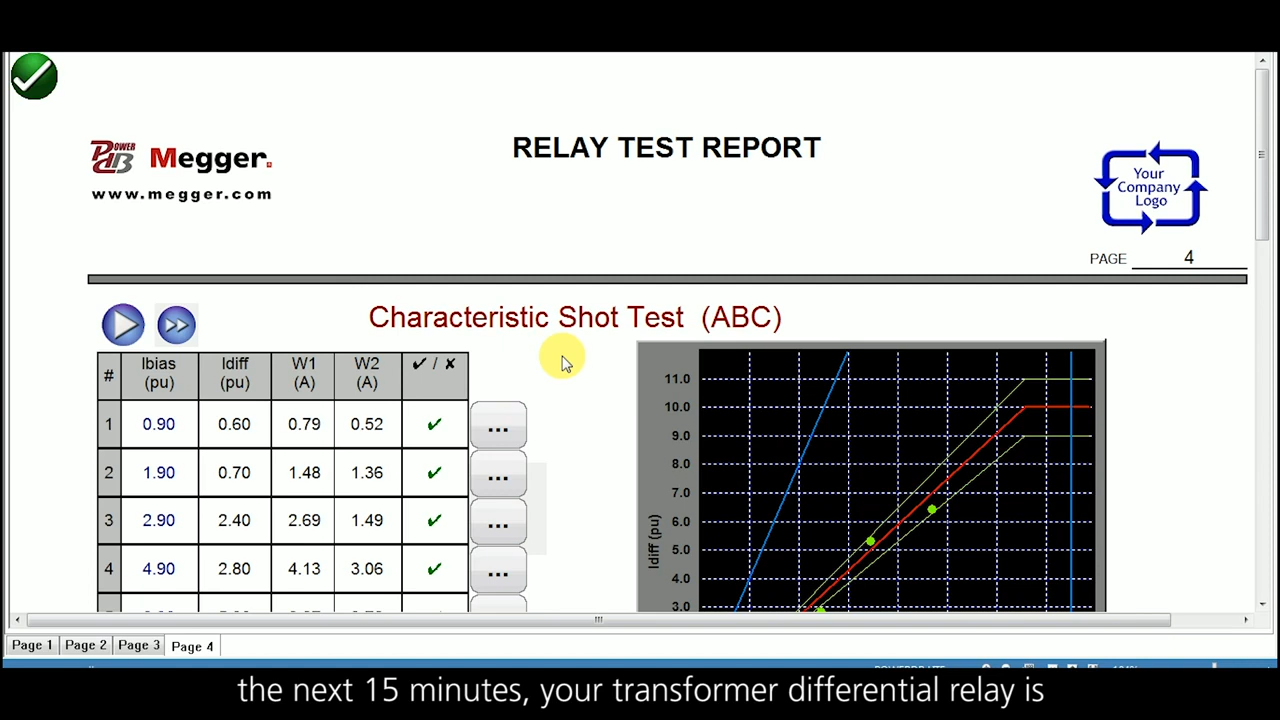 POWER
DB Megger.
www.megger.com
RELAY TEST REPORT
Your
Company
Logo
PAGE 4
Characteristic Shot Test (ABC)
# Ibias (pu) Idiff (pu) W1 (A) W2 (A) ✔ / ✘
1 0.90 0.60 0.79 0.52 ✔ ...
2 1.90 0.70 1.48 1.36 ✔ ...
3 2.90 2.40 2.69 1.49 ✔ ...
4 4.90 2.80 4.13 3.06 ✔ ...
11.0
10.0
9.0
8.0
7.0
6.0
5.0
4.0
3.0
Idiff (pu)
Page 1 Page 2 Page 3 Page 4
the next 15 minutes, your transformer differential relay is